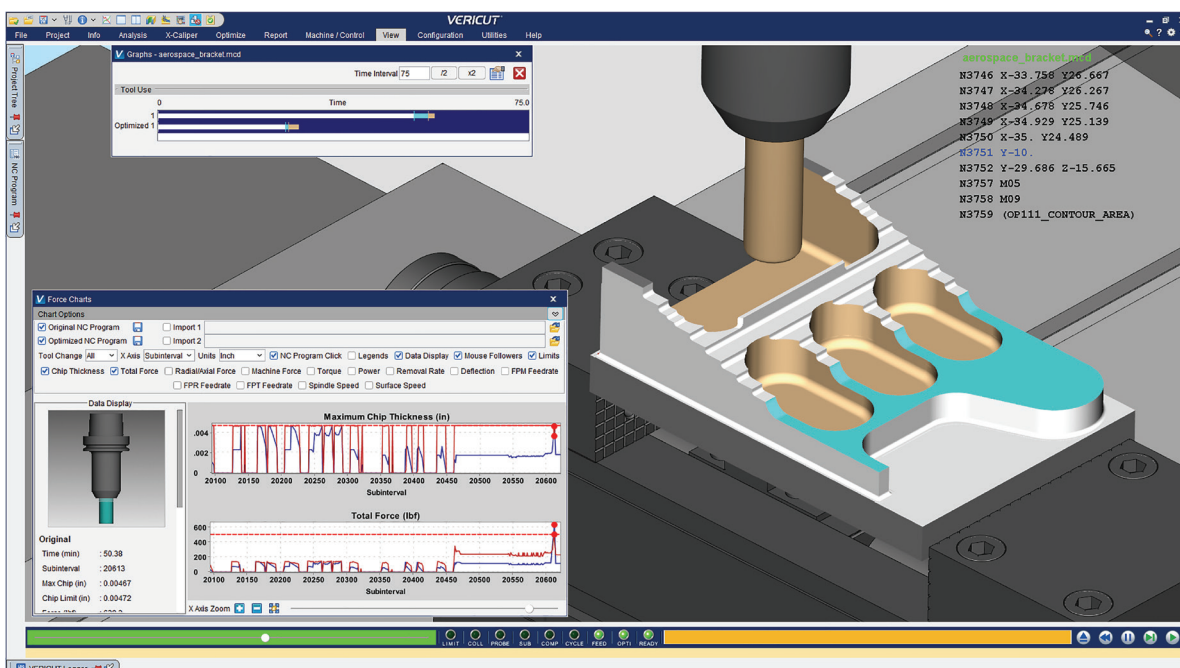 VERICUT
File Project Info Analysis X-Caliper Optimize Report Machine / Control View Configuration Utilities Help
Project Tree
NC Program
Graphs - aerospace_bracket.mcd
Time Interval 75 /2 x2
Tool Use
0 Time 75.0
1
Optimized 1
aerospace_bracket.mcd
N3746 X-33.758 Y26.667
N3747 X-34.278 Y26.267
N3748 X-34.678 Y25.746
N3749 X-34.929 Y25.139
N3750 X-35. Y24.489
N3751 Y-10.
N3752 Y-29.686 Z-15.665
N3757 M05
N3758 M09
N3759 (OP111_CONTOUR_AREA)
Force Charts
Chart Options
Original NC Program Import 1
Optimized NC Program Import 2
Tool Change All X Axis Subinterval Units Inch NC Program Click Legends Data Display Mouse Followers Limits
Chip Thickness Total Force Radial/Axial Force Machine Force Torque Power Removal Rate Deflection FPM Feedrate
FPR Feedrate FPT Feedrate Spindle Speed Surface Speed
Data Display
Original
Time (min) : 50.38
Subinterval : 20613
Max Chip (in) : 0.00467
Chip Limit (in) : 0.00472
Maximum Chip Thickness (in)
.004
.002
0
20100 20130 20150 20200 20250 20300 20350 20400 20450 20500 20550 20600
Subinterval
Total Force (lbf)
600
400
200
0
20100 20130 20150 20200 20250 20300 20350 20400 20450 20500 20550 20600
Subinterval
X Axis Zoom
LIMIT COLL PROBE SUB COMP CYCLE FEED OPTI READY